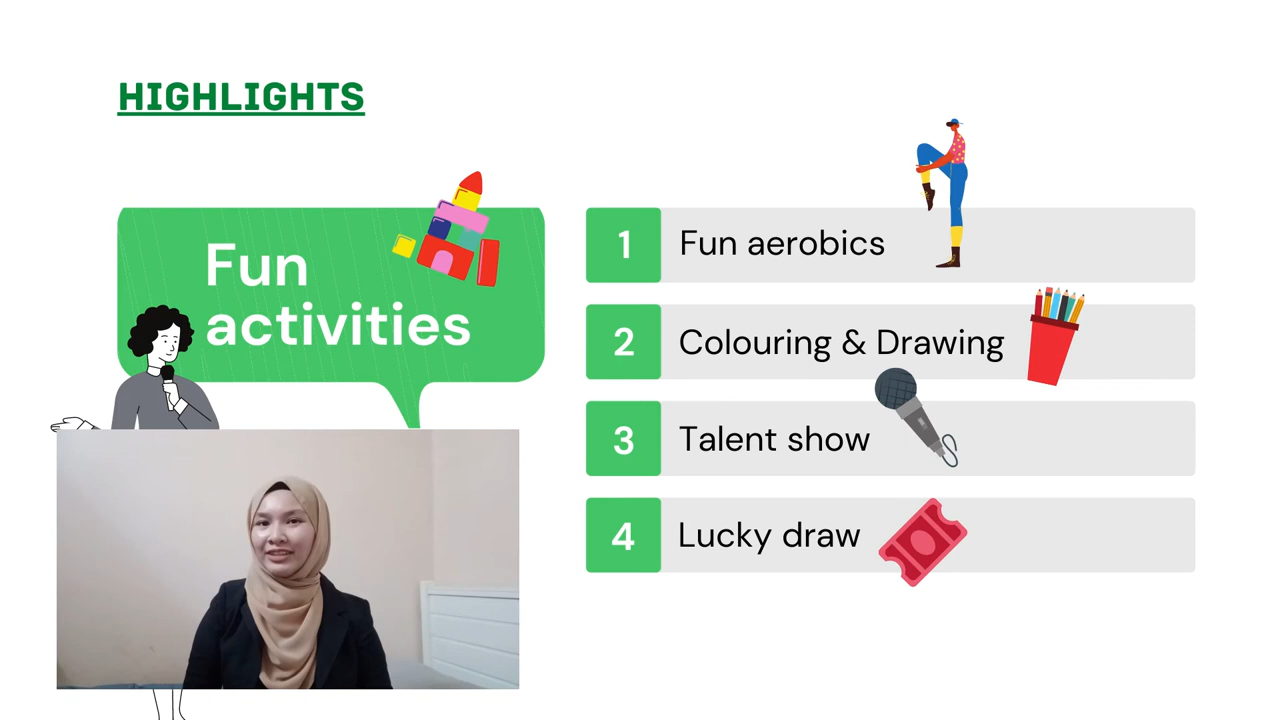 HIGHLIGHTS
Fun
activities
1 Fun aerobics
2 Colouring & Drawing
3 Talent show
4 Lucky draw